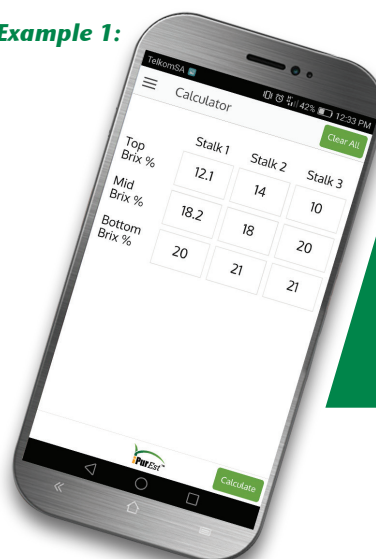 Example 1:
TelkomSA 42% 12:33 PM
Calculator
Clear All
Stalk 1 Stalk 2 Stalk 3
Top Brix % 12.1 14 10
Mid Brix % 18.2 18 20
Bottom Brix % 20 21 21
iPurEst™
Calculate